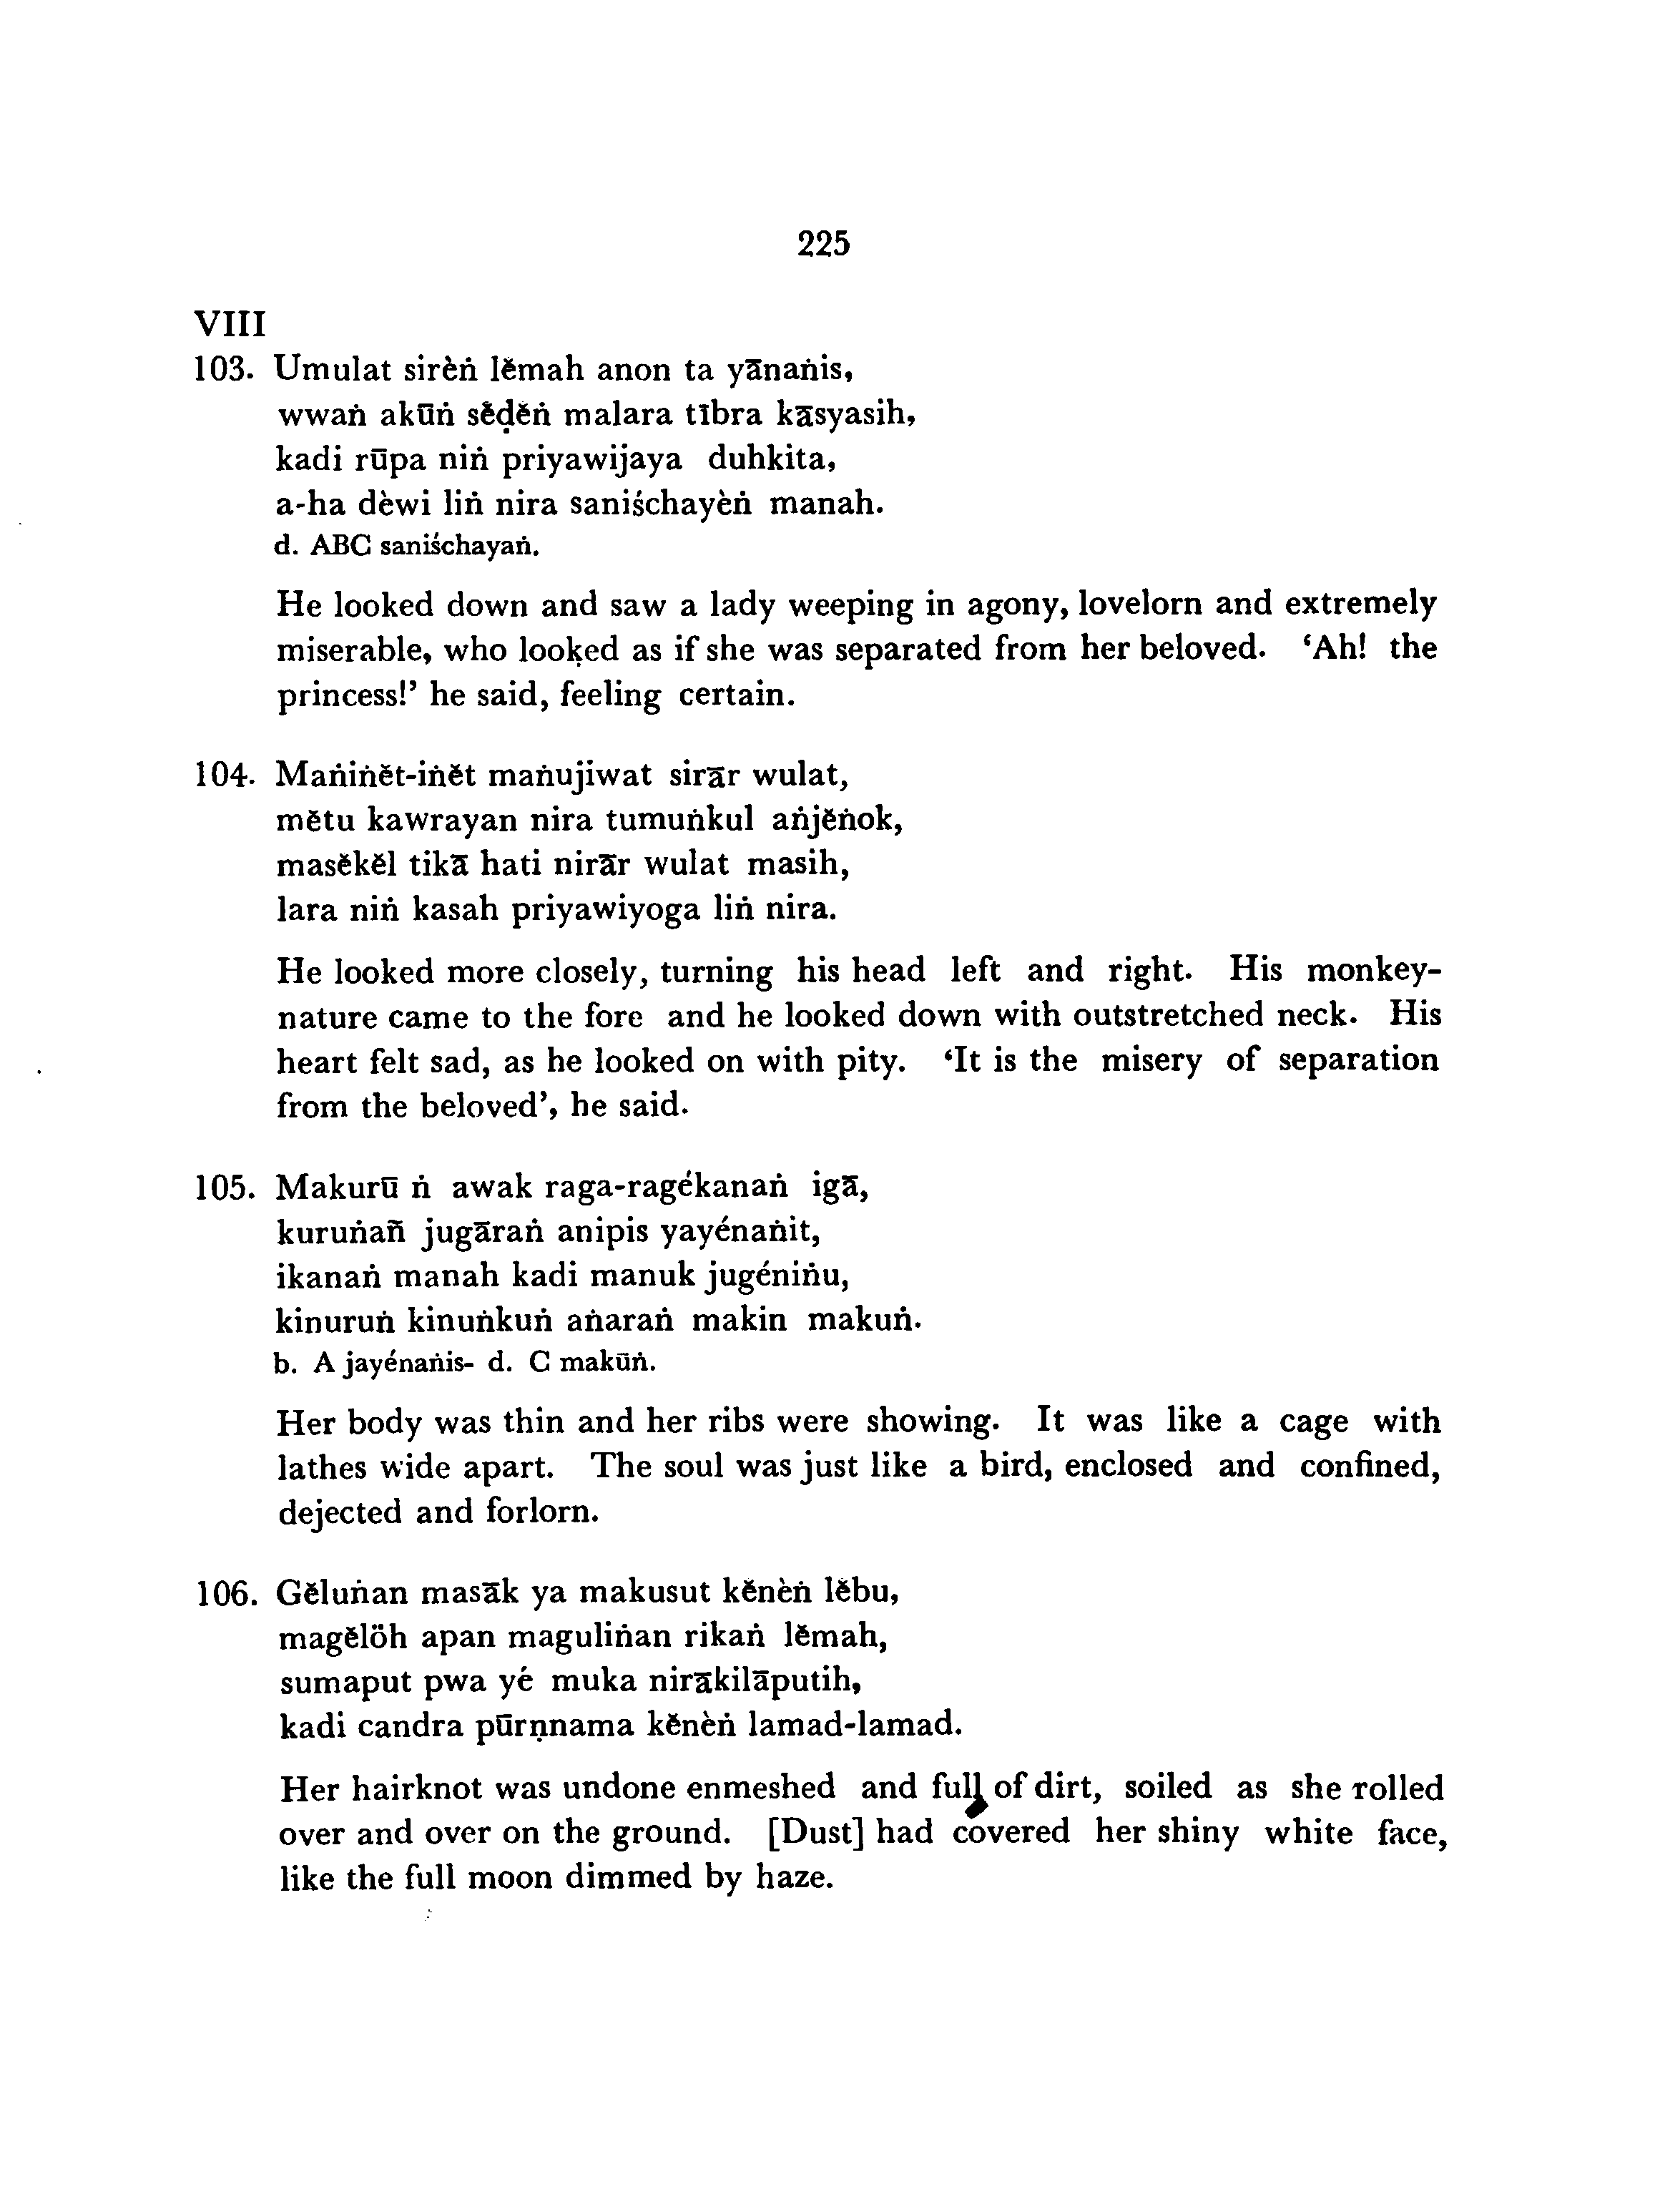 225
VIII
103. Umulat sirèṅ lĕmah anon ta yānaṅis,
wwaṅ akūṅ sĕḍĕṅ malara tībra kāsyasih,
kadi rūpa niṅ priyawijaya duhkita,
a-ha dèwi liṅ nira saniśchayèṅ manah.
d. ABC saniśchayaṅ.
He looked down and saw a lady weeping in agony, lovelorn and extremely
miserable, who looked as if she was separated from her beloved. ‘Ah! the
princess!’ he said, feeling certain.
104. Maṅiṅĕt-iṅĕt maṅujiwat sirār wulat,
mĕtu kawrayan nira tumuṅkul aṅjĕṅok,
masĕkĕl tikā hati nirār wulat masih,
lara niṅ kasah priyawiyoga liṅ nira.
He looked more closely, turning his head left and right. His monkey-
nature came to the fore and he looked down with outstretched neck. His
heart felt sad, as he looked on with pity. ‘It is the misery of separation
from the beloved’, he said.
105. Makurū ṅ awak raga-ragékanaṅ igā,
kuruṅañ jugāraṅ anipis yayénaṅit,
ikanaṅ manah kadi manuk jugéniṅu,
kinuruṅ kinuṅkuṅ aṅaraṅ makin makuṅ.
b. A jayénaṅis- d. C makūṅ.
Her body was thin and her ribs were showing. It was like a cage with
lathes wide apart. The soul was just like a bird, enclosed and confined,
dejected and forlorn.
106. Gĕluṅan masāk ya makusut kĕnèṅ lĕbu,
magĕlöh apan maguliṅan rikaṅ lĕmah,
sumaput pwa yé muka nirākilāputih,
kadi candra pūrṇnama kĕnèṅ lamad-lamad.
Her hairknot was undone enmeshed and full of dirt, soiled as she rolled
over and over on the ground. [Dust] had covered her shiny white face,
like the full moon dimmed by haze.